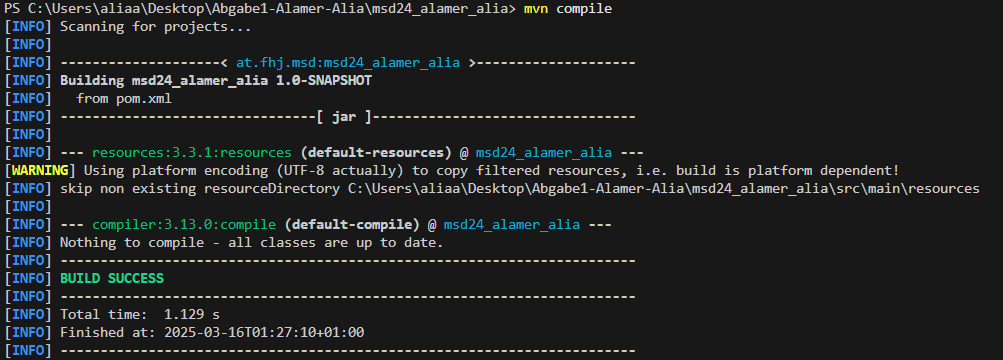 PS C:\Users\aliaa\Desktop\Abgabe1-Alamer-Alia\msd24_alamer_alia> mvn compile
[INFO] Scanning for projects...
[INFO]
[INFO] --------------------< at.fhj.msd:msd24_alamer_alia >--------------------
[INFO] Building msd24_alamer_alia 1.0-SNAPSHOT
[INFO]   from pom.xml
[INFO] --------------------------------[ jar ]---------------------------------
[INFO]
[INFO] --- resources:3.3.1:resources (default-resources) @ msd24_alamer_alia ---
[WARNING] Using platform encoding (UTF-8 actually) to copy filtered resources, i.e. build is platform dependent!
[INFO] skip non existing resourceDirectory C:\Users\aliaa\Desktop\Abgabe1-Alamer-Alia\msd24_alamer_alia\src\main\resources
[INFO]
[INFO] --- compiler:3.13.0:compile (default-compile) @ msd24_alamer_alia ---
[INFO] Nothing to compile - all classes are up to date.
[INFO] ------------------------------------------------------------------------
[INFO] BUILD SUCCESS
[INFO] ------------------------------------------------------------------------
[INFO] Total time:  1.129 s
[INFO] Finished at: 2025-03-16T01:27:10+01:00
[INFO] ------------------------------------------------------------------------